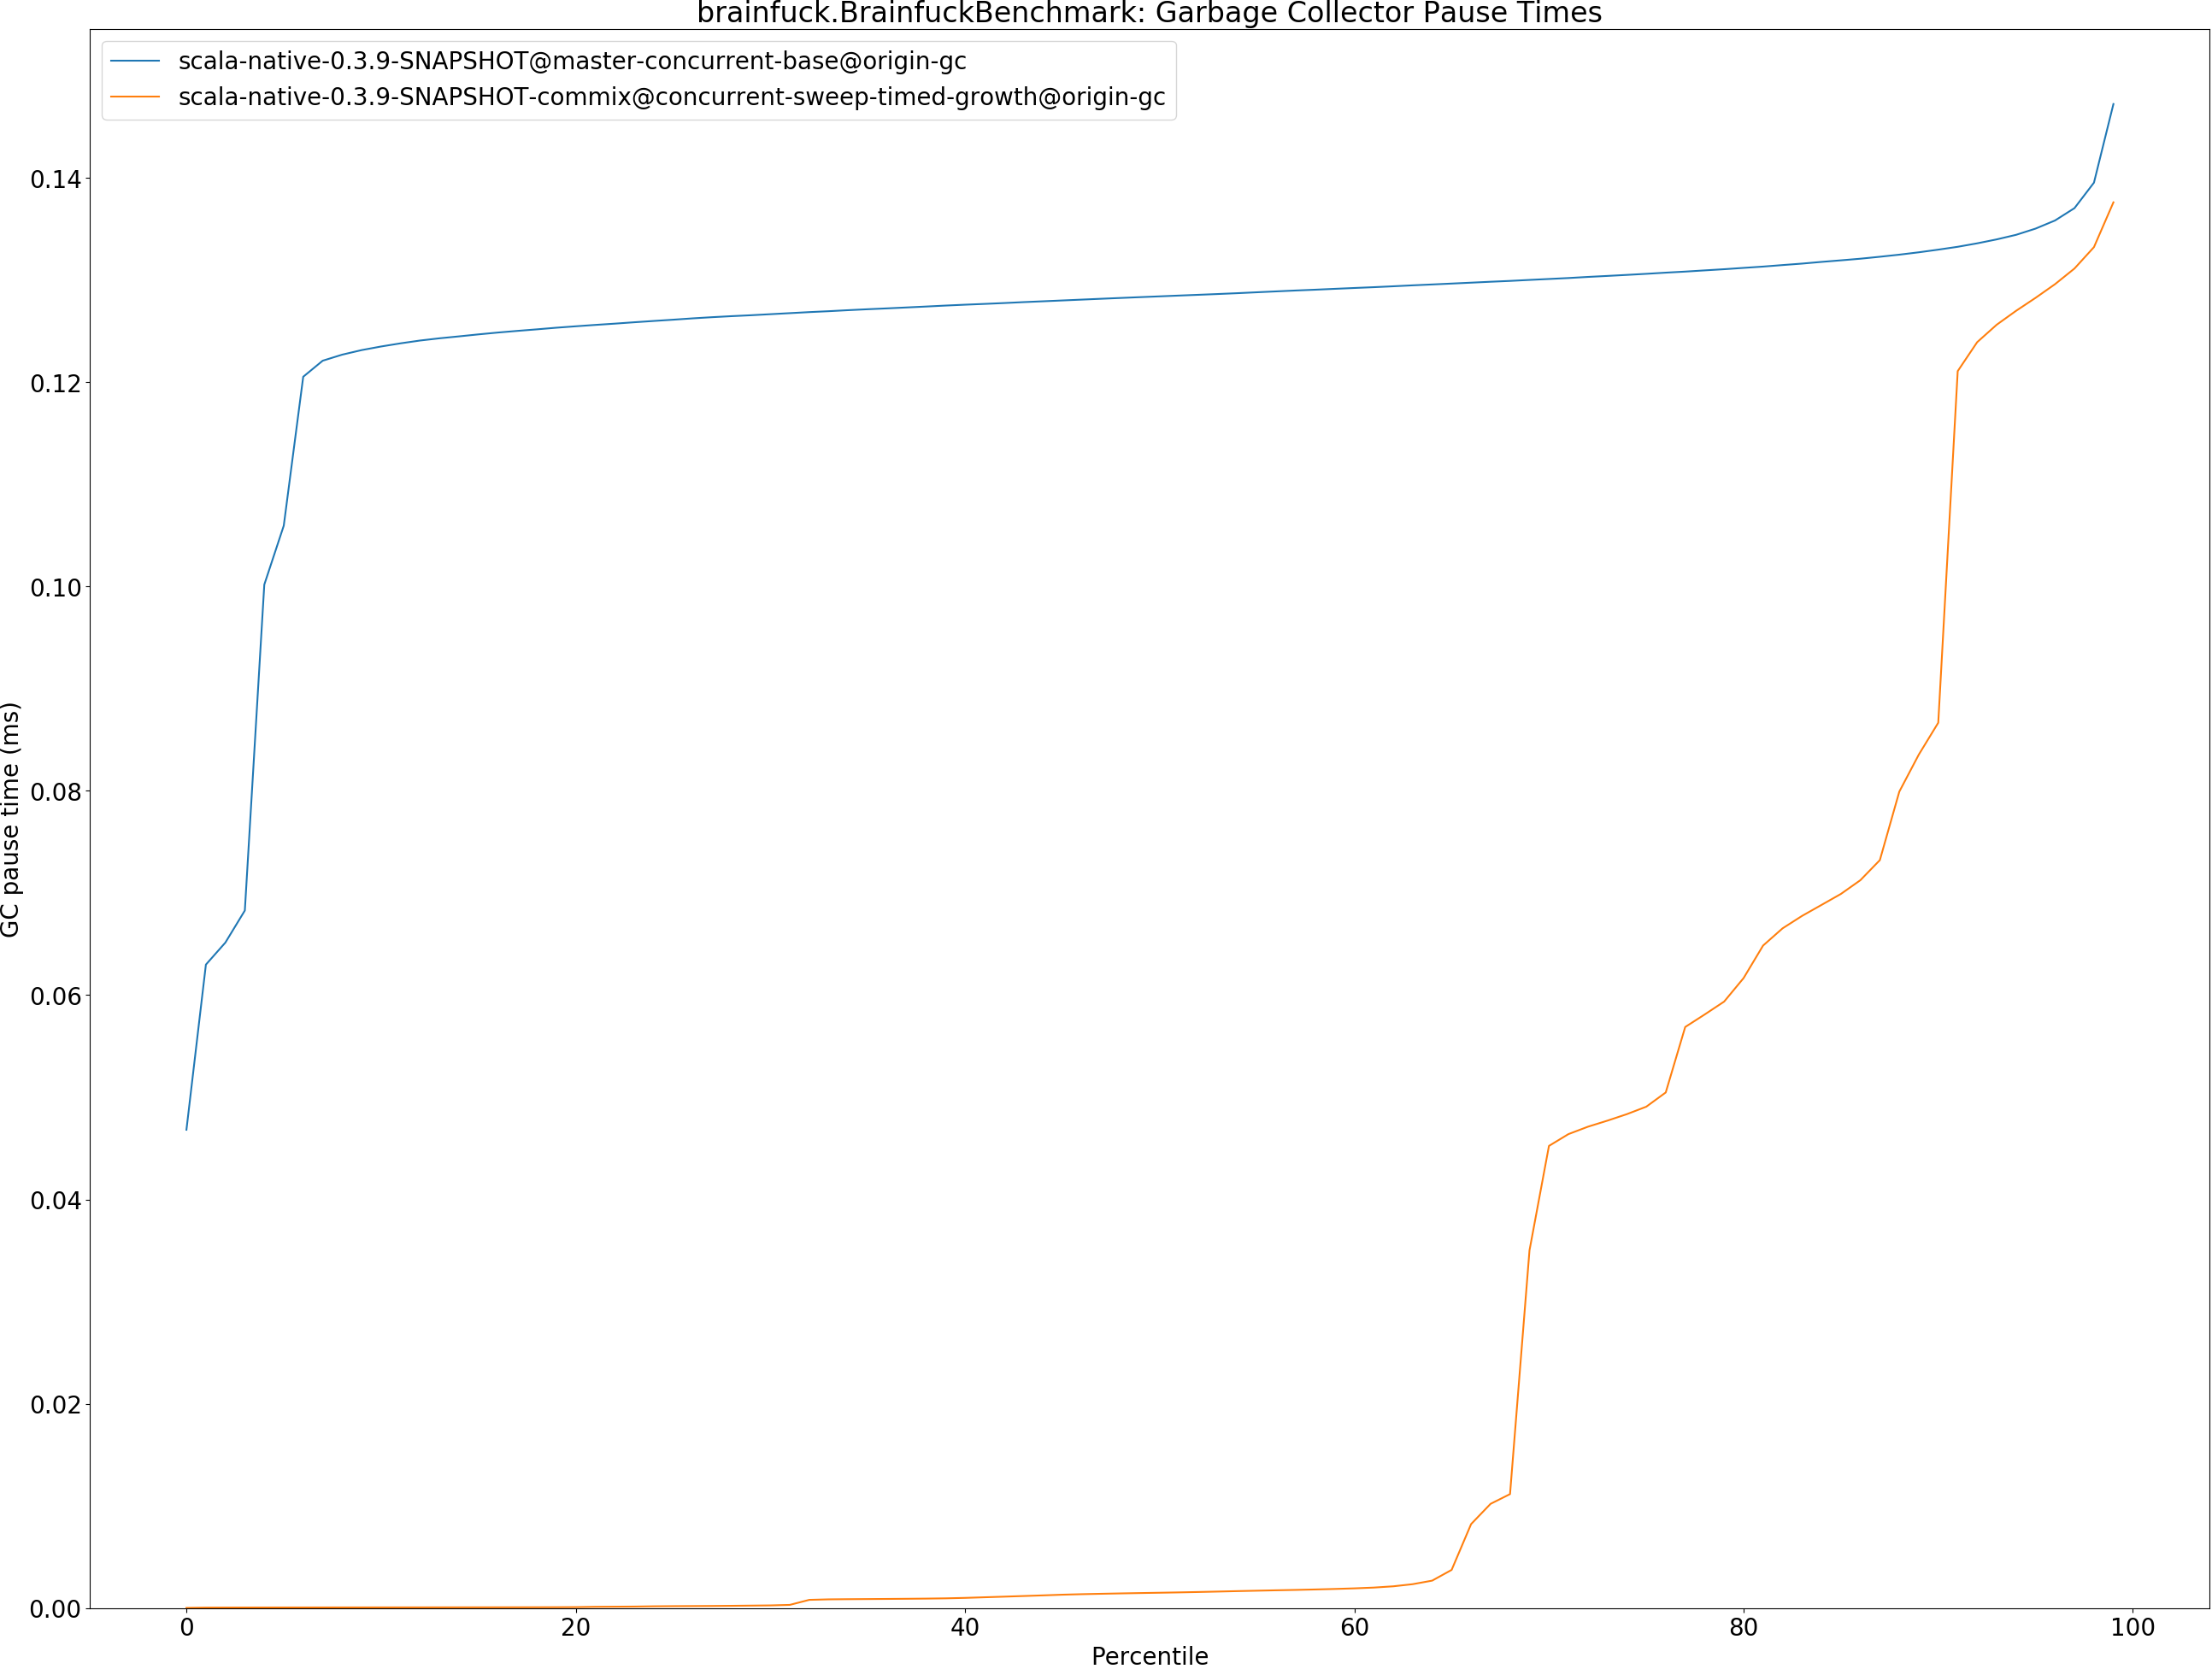 brainfuck.BrainfuckBenchmark: Garbage Collector Pause Times
scala-native-0.3.9-SNAPSHOT@master-concurrent-base@origin-gc
scala-native-0.3.9-SNAPSHOT-commix@concurrent-sweep-timed-growth@origin-gc
GC pause time (ms)
0.14
0.12
0.10
0.08
0.06
0.04
0.02
0.00
0 20 40 60 80 100
Percentile